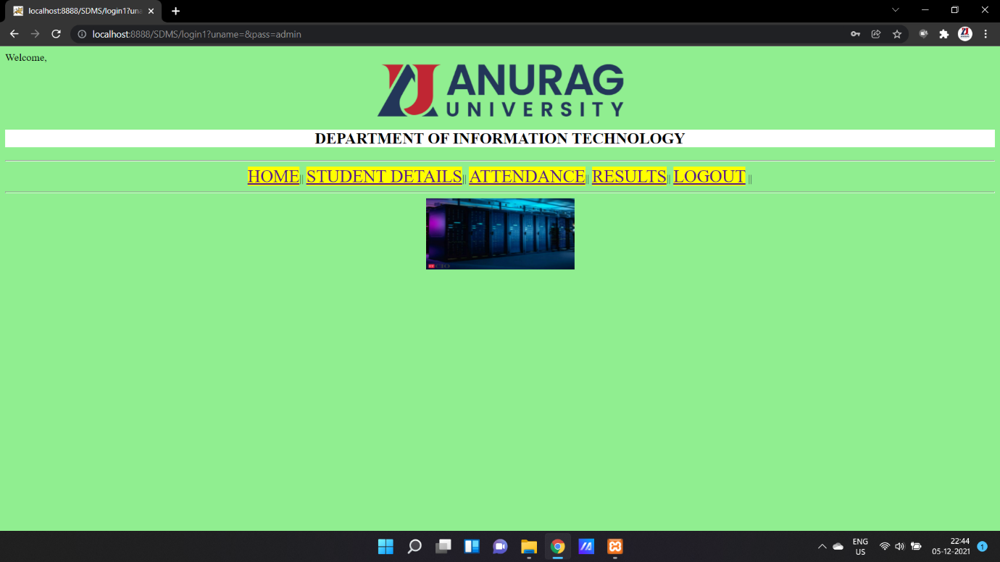 localhost:8888/SDMS/login1?una
localhost:8888/SDMS/login1?uname=&pass=admin
Welcome,
ANURAG
UNIVERSITY
DEPARTMENT OF INFORMATION TECHNOLOGY
HOME|| STUDENT DETAILS|| ATTENDANCE|| RESULTS|| LOGOUT ||
ENG
US
22:44
05-12-2021
1